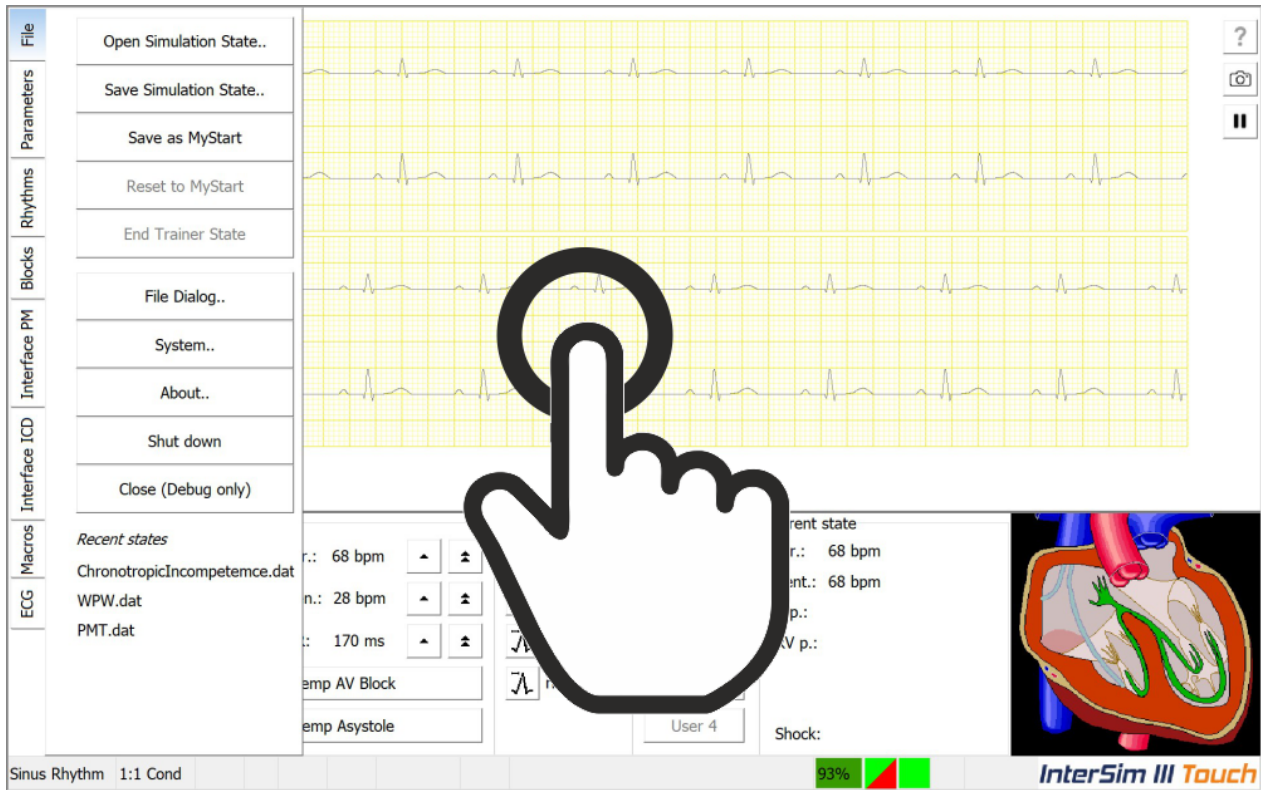 File
Parameters
Rhythms
Blocks
Interface PM
Interface ICD
Macros
ECG
Open Simulation State..
Save Simulation State..
Save as MyStart
Reset to MyStart
End Trainer State
File Dialog..
System..
About..
Shut down
Close (Debug only)
Recent states
ChronotropicIncompetemce.dat
WPW.dat
PMT.dat
r.: 68 bpm
n.: 28 bpm
.: 170 ms
emp AV Block
emp Asystole
User 4
rent state
r.: 68 bpm
ent.: 68 bpm
p.:
V p.:
Shock:
?
Sinus Rhythm 1:1 Cond
93%
InterSim III Touch